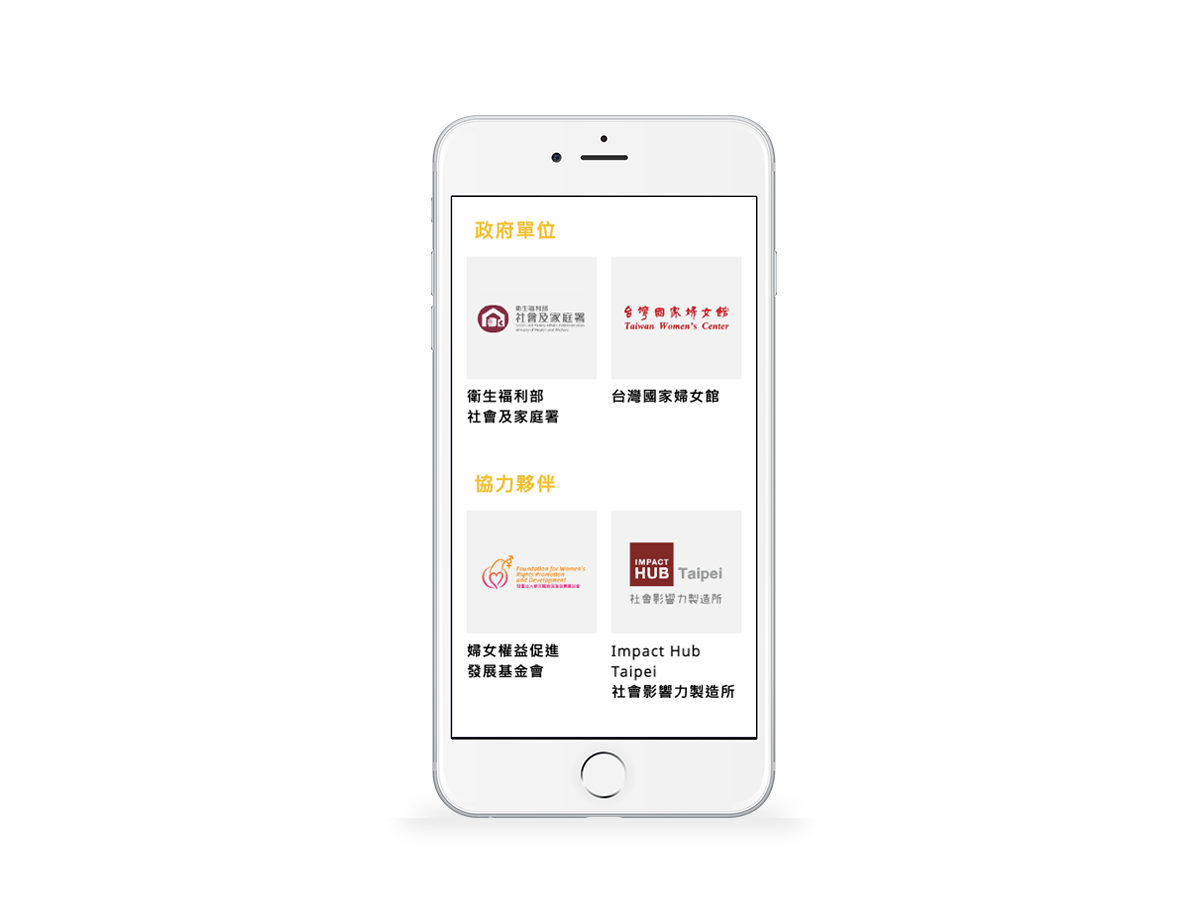 政府單位
衛生福利部
社會及家庭署
台灣國家婦女館
Taiwan Women's Center
衛生福利部
社會及家庭署
台灣國家婦女館
協力夥伴
Foundation for Women's
Rights Promotion
and Development
IMPACT
HUB Taipei
社會影響力製造所
婦女權益促進
發展基金會
Impact Hub
Taipei
社會影響力製造所